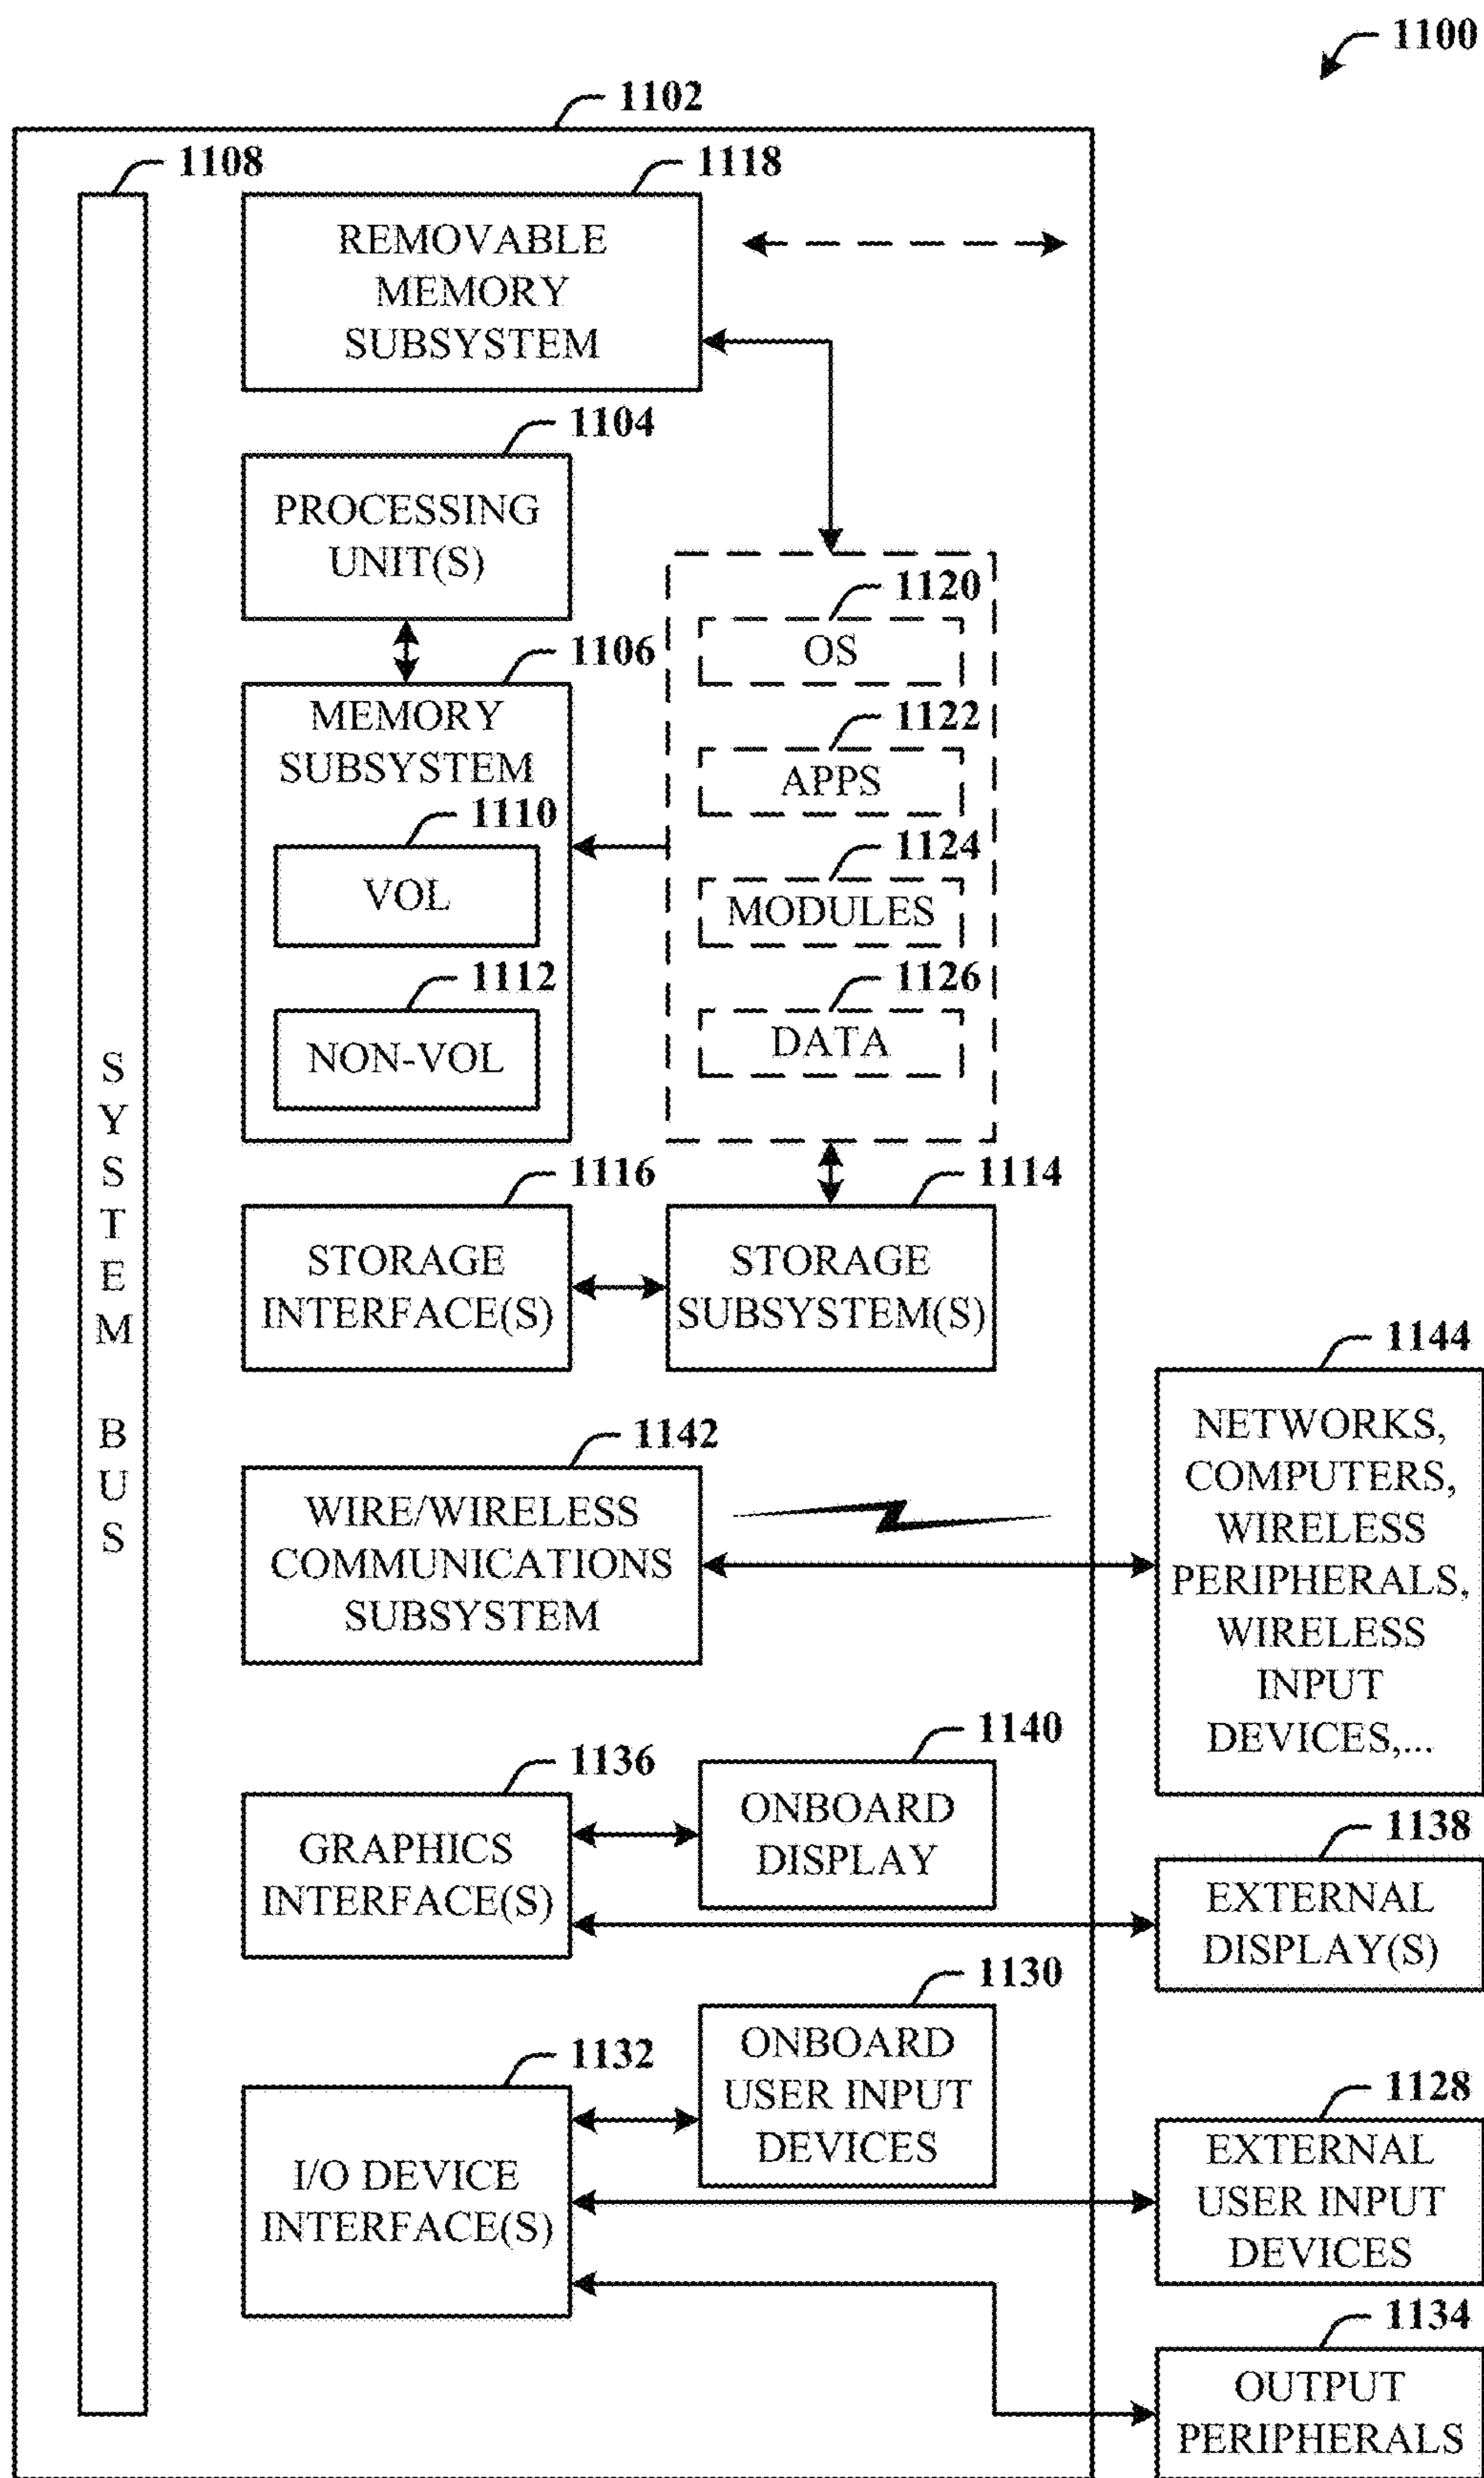 1100
1102
1108
SYSTEM BUS
1118
REMOVABLE
MEMORY
SUBSYSTEM
1104
PROCESSING
UNIT(S)
1106
MEMORY
SUBSYSTEM
1110
VOL
1112
NON-VOL
1120
OS
1122
APPS
1124
MODULES
1126
DATA
1116
STORAGE
INTERFACE(S)
1114
STORAGE
SUBSYSTEM(S)
1142
WIRE/WIRELESS
COMMUNICATIONS
SUBSYSTEM
1144
NETWORKS,
COMPUTERS,
WIRELESS
PERIPHERALS,
WIRELESS
INPUT
DEVICES,...
1136
GRAPHICS
INTERFACE(S)
1140
ONBOARD
DISPLAY
1138
EXTERNAL
DISPLAY(S)
1132
I/O DEVICE
INTERFACE(S)
1130
ONBOARD
USER INPUT
DEVICES
1128
EXTERNAL
USER INPUT
DEVICES
1134
OUTPUT
PERIPHERALS